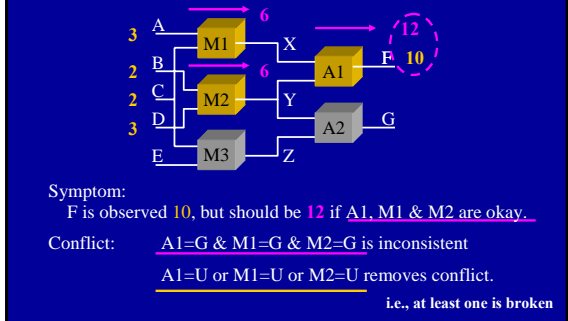 6
12
3 A M1 X F 10
A1
2 B 6
2 C M2 Y
3 D A2 G
E M3 Z
Symptom:
F is observed 10, but should be 12 if A1, M1 & M2 are okay.
Conflict: A1=G & M1=G & M2=G is inconsistent
A1=U or M1=U or M2=U removes conflict.
i.e., at least one is broken